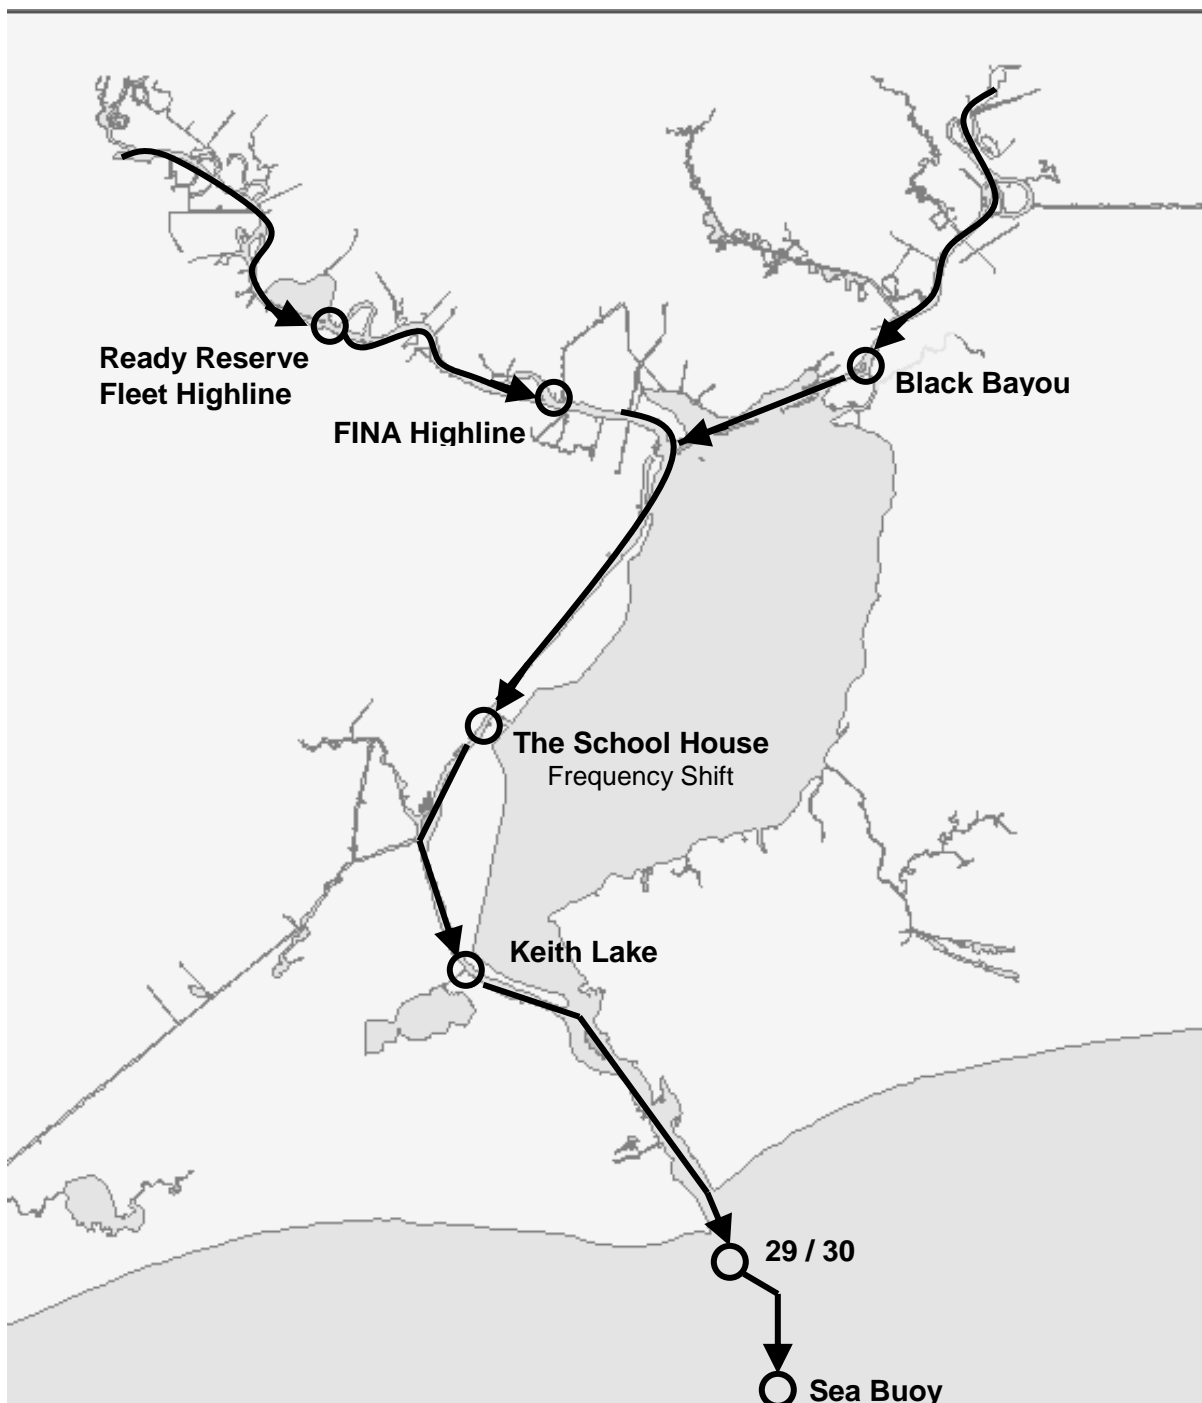 Ready Reserve
Fleet Highline
Black Bayou
FINA Highline
The School House
Frequency Shift
Keith Lake
29 / 30
Sea Buoy